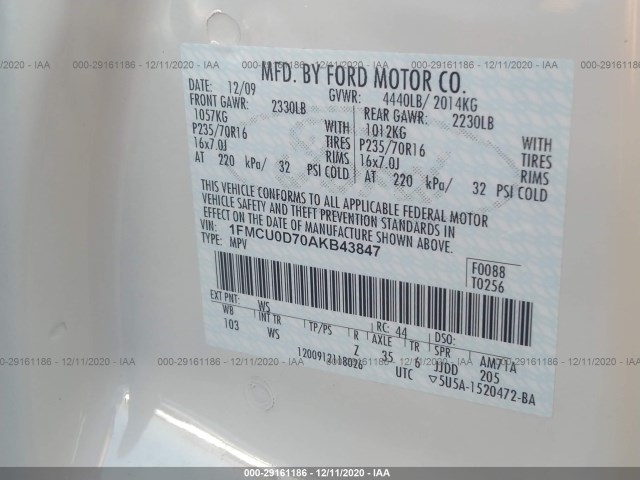 000-29161186 - 12/11/2020 - IAA
MFD. BY FORD MOTOR CO.
DATE: 12/09 GVWR: 4440LB/ 2014KG
FRONT GAWR: 2330LB REAR GAWR: 2230LB
1057KG WITH 1012KG WITH
P235/70R16 TIRES P235/70R16 TIRES
16x7.0J RIMS 16x7.0J RIMS
AT 220 kPa/ 32 PSI COLD AT 220 kPa/ 32 PSI COLD
THIS VEHICLE CONFORMS TO ALL APPLICABLE FEDERAL MOTOR
VEHICLE SAFETY AND THEFT PREVENTION STANDARDS IN
EFFECT ON THE DATE OF MANUFACTURE SHOWN ABOVE.
VIN: 1FMCU0D70AKB43847
TYPE: MPV
F0088
T0256
EXT PNT: WS RC: 44 DSO:
WB INT TR TP/PS R AXLE TR SPR AM71A
103 WS Z 35 6 JJDD 205
1200912118026 UTC ▽5U5A-1520472-BA
000-29161186 - 12/11/2020 - IAA